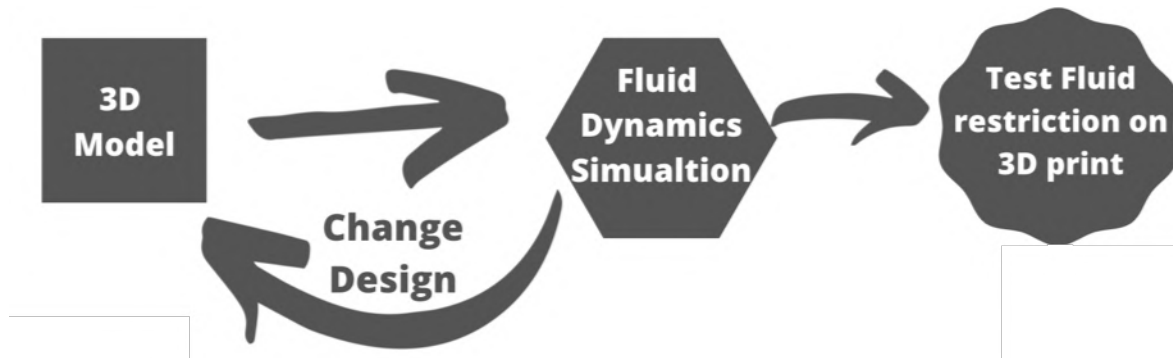 3D
Model
Change
Design
Fluid
Dynamics
Simualtion
Test Fluid
restriction on
3D print